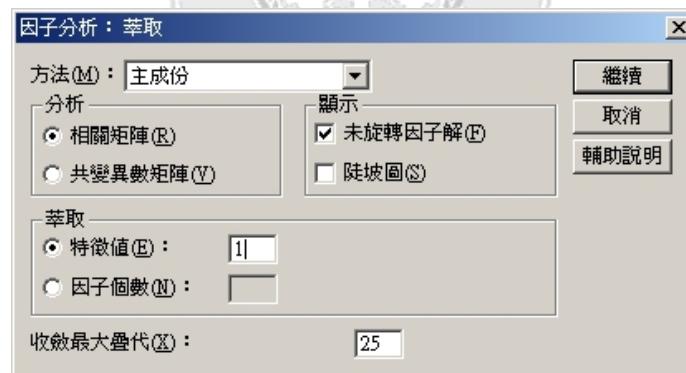 因子分析：萃取
方法(M)：主成份
繼續
取消
輔助說明
分析
相關矩陣(R)
共變異數矩陣(V)
顯示
未旋轉因子解(F)
陡坡圖(S)
萃取
特徵值(E)：1
因子個數(N)：
收斂最大疊代(X)：25